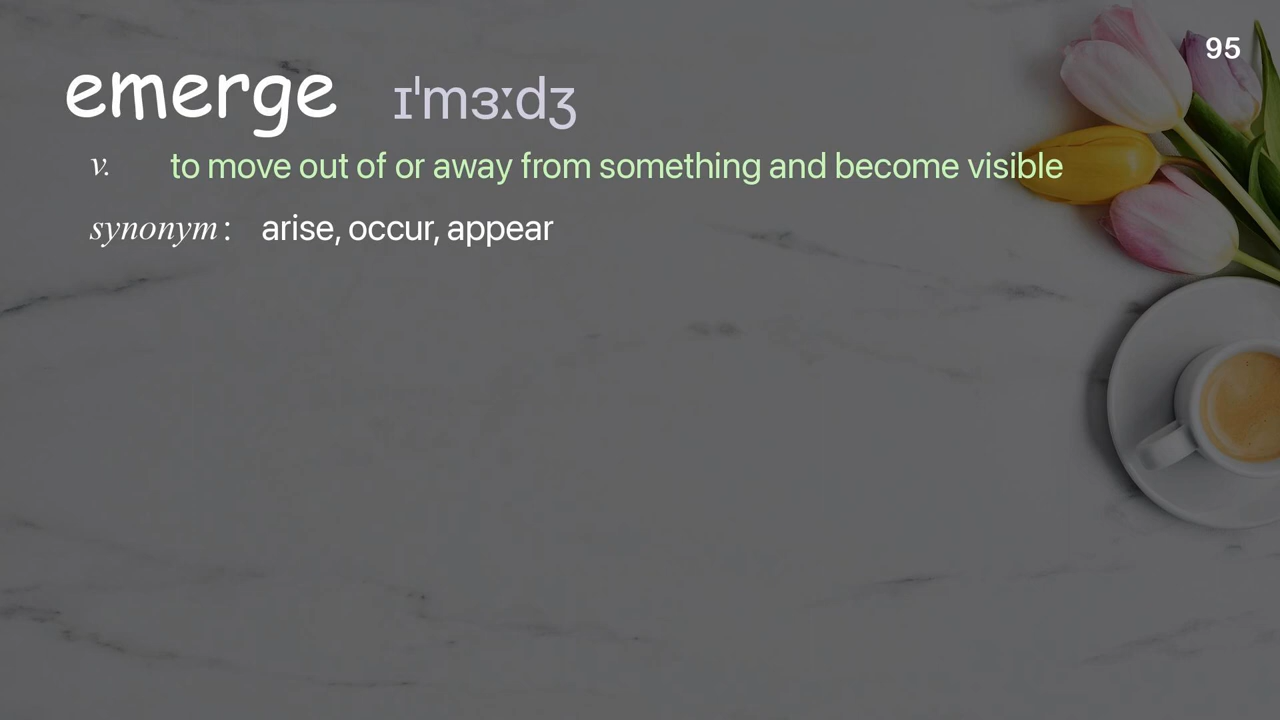 95
emerge ɪˈmɜːdʒ
v. to move out of or away from something and become visible
synonym: arise, occur, appear